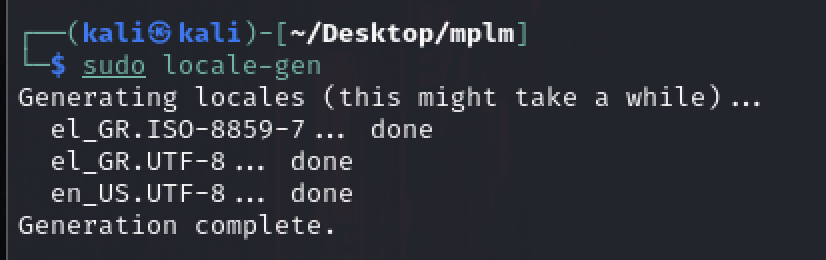 ┌──(kali㉿kali)-[~/Desktop/mplm]
└─$ sudo locale-gen
Generating locales (this might take a while)...
  el_GR.ISO-8859-7... done
  el_GR.UTF-8... done
  en_US.UTF-8... done
Generation complete.